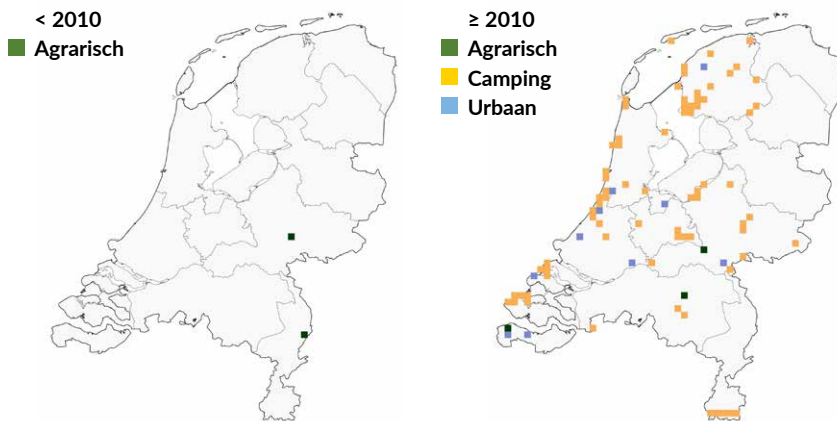 < 2010
Agrarisch
≥ 2010
Agrarisch
Camping
Urbaan